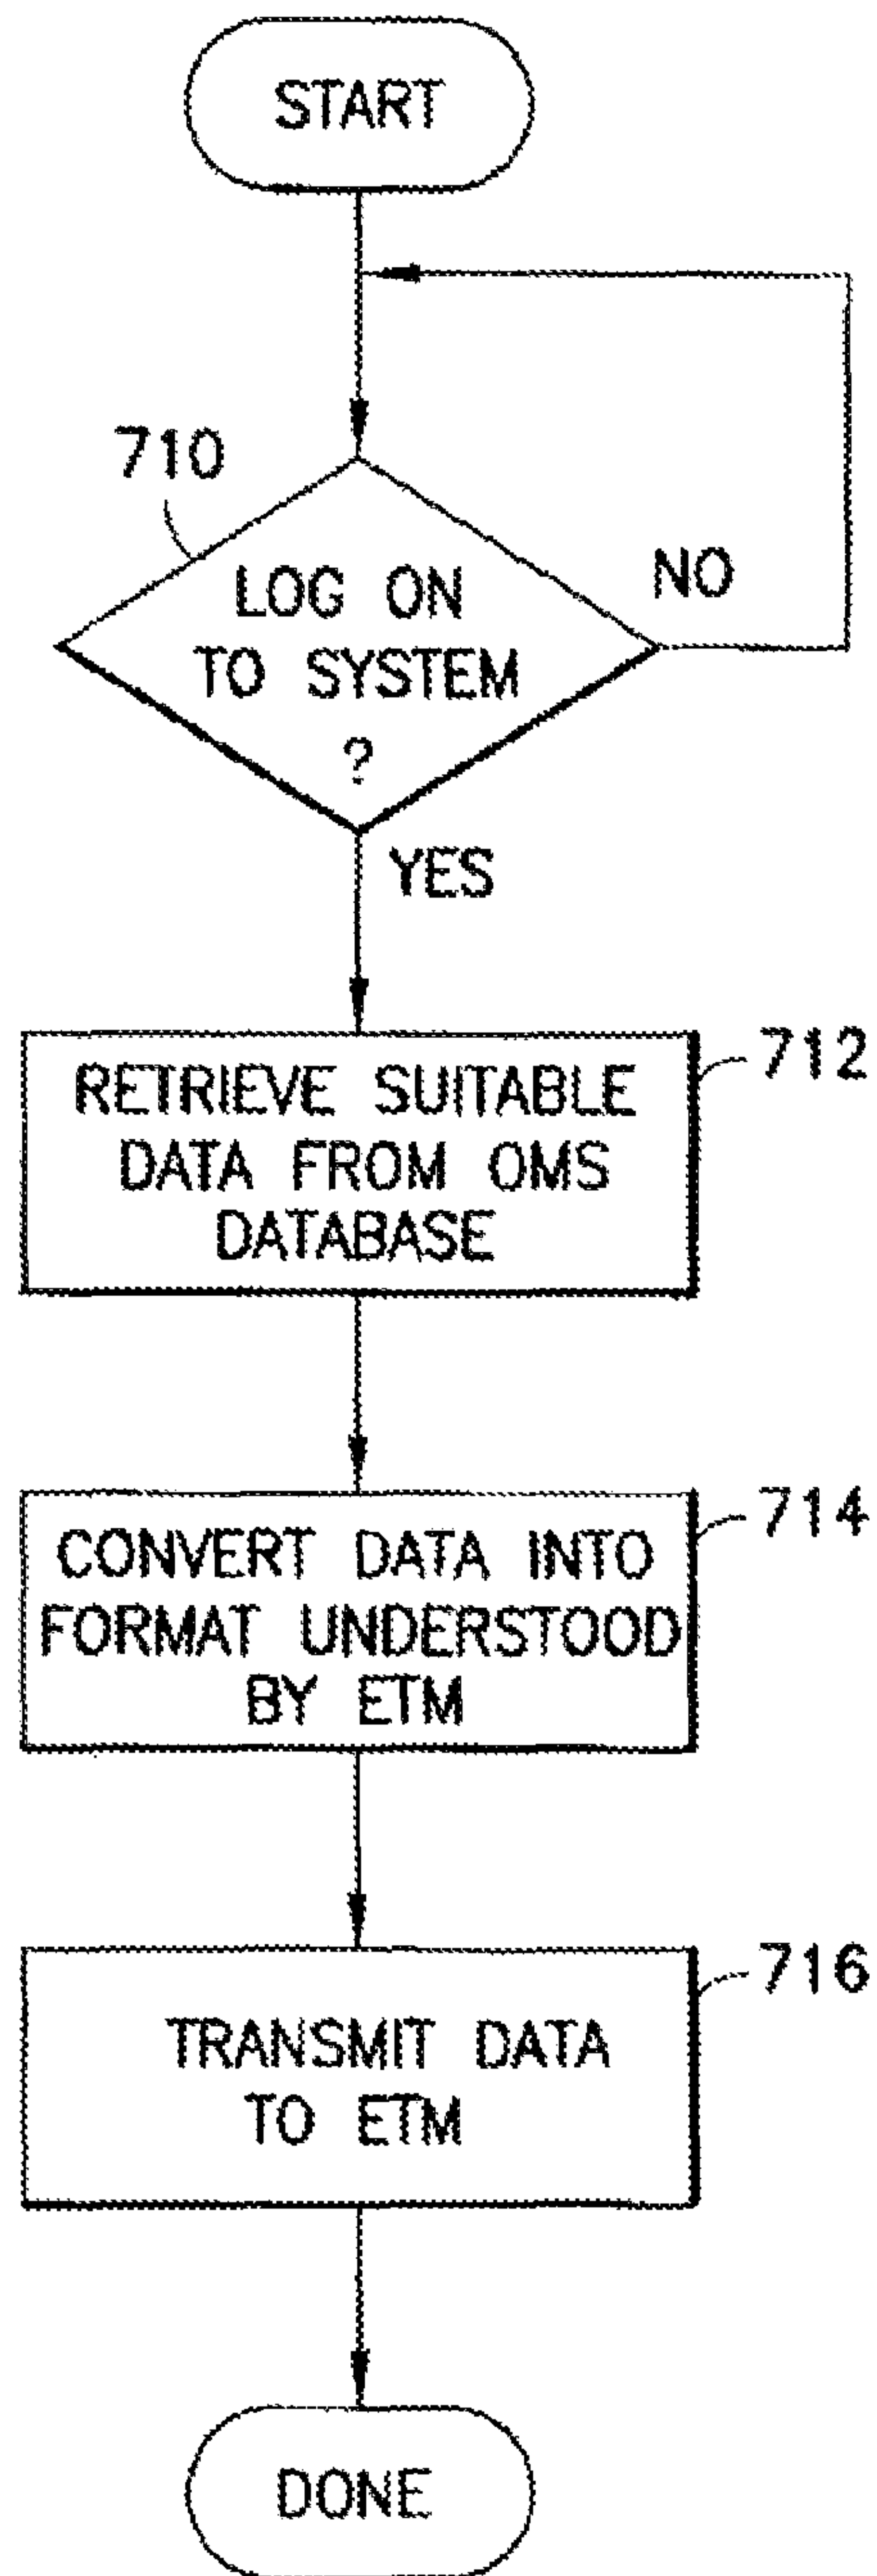 START
710
LOG ON
TO SYSTEM
?
NO
YES
712
RETRIEVE SUITABLE
DATA FROM OMS
DATABASE
714
CONVERT DATA INTO
FORMAT UNDERSTOOD
BY ETM
716
TRANSMIT DATA
TO ETM
DONE